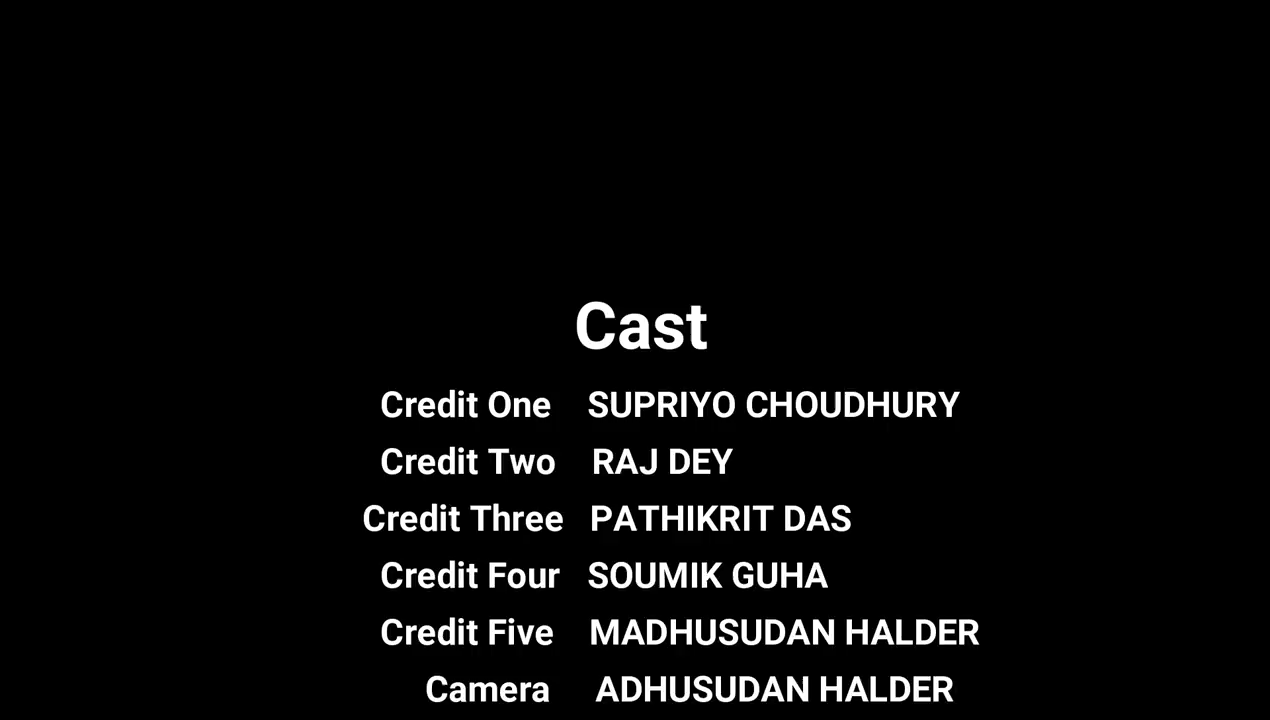 Cast
Credit One SUPRIYO CHOUDHURY
Credit Two RAJ DEY
Credit Three PATHIKRIT DAS
Credit Four SOUMIK GUHA
Credit Five MADHUSUDAN HALDER
Camera ADHUSUDAN HALDER